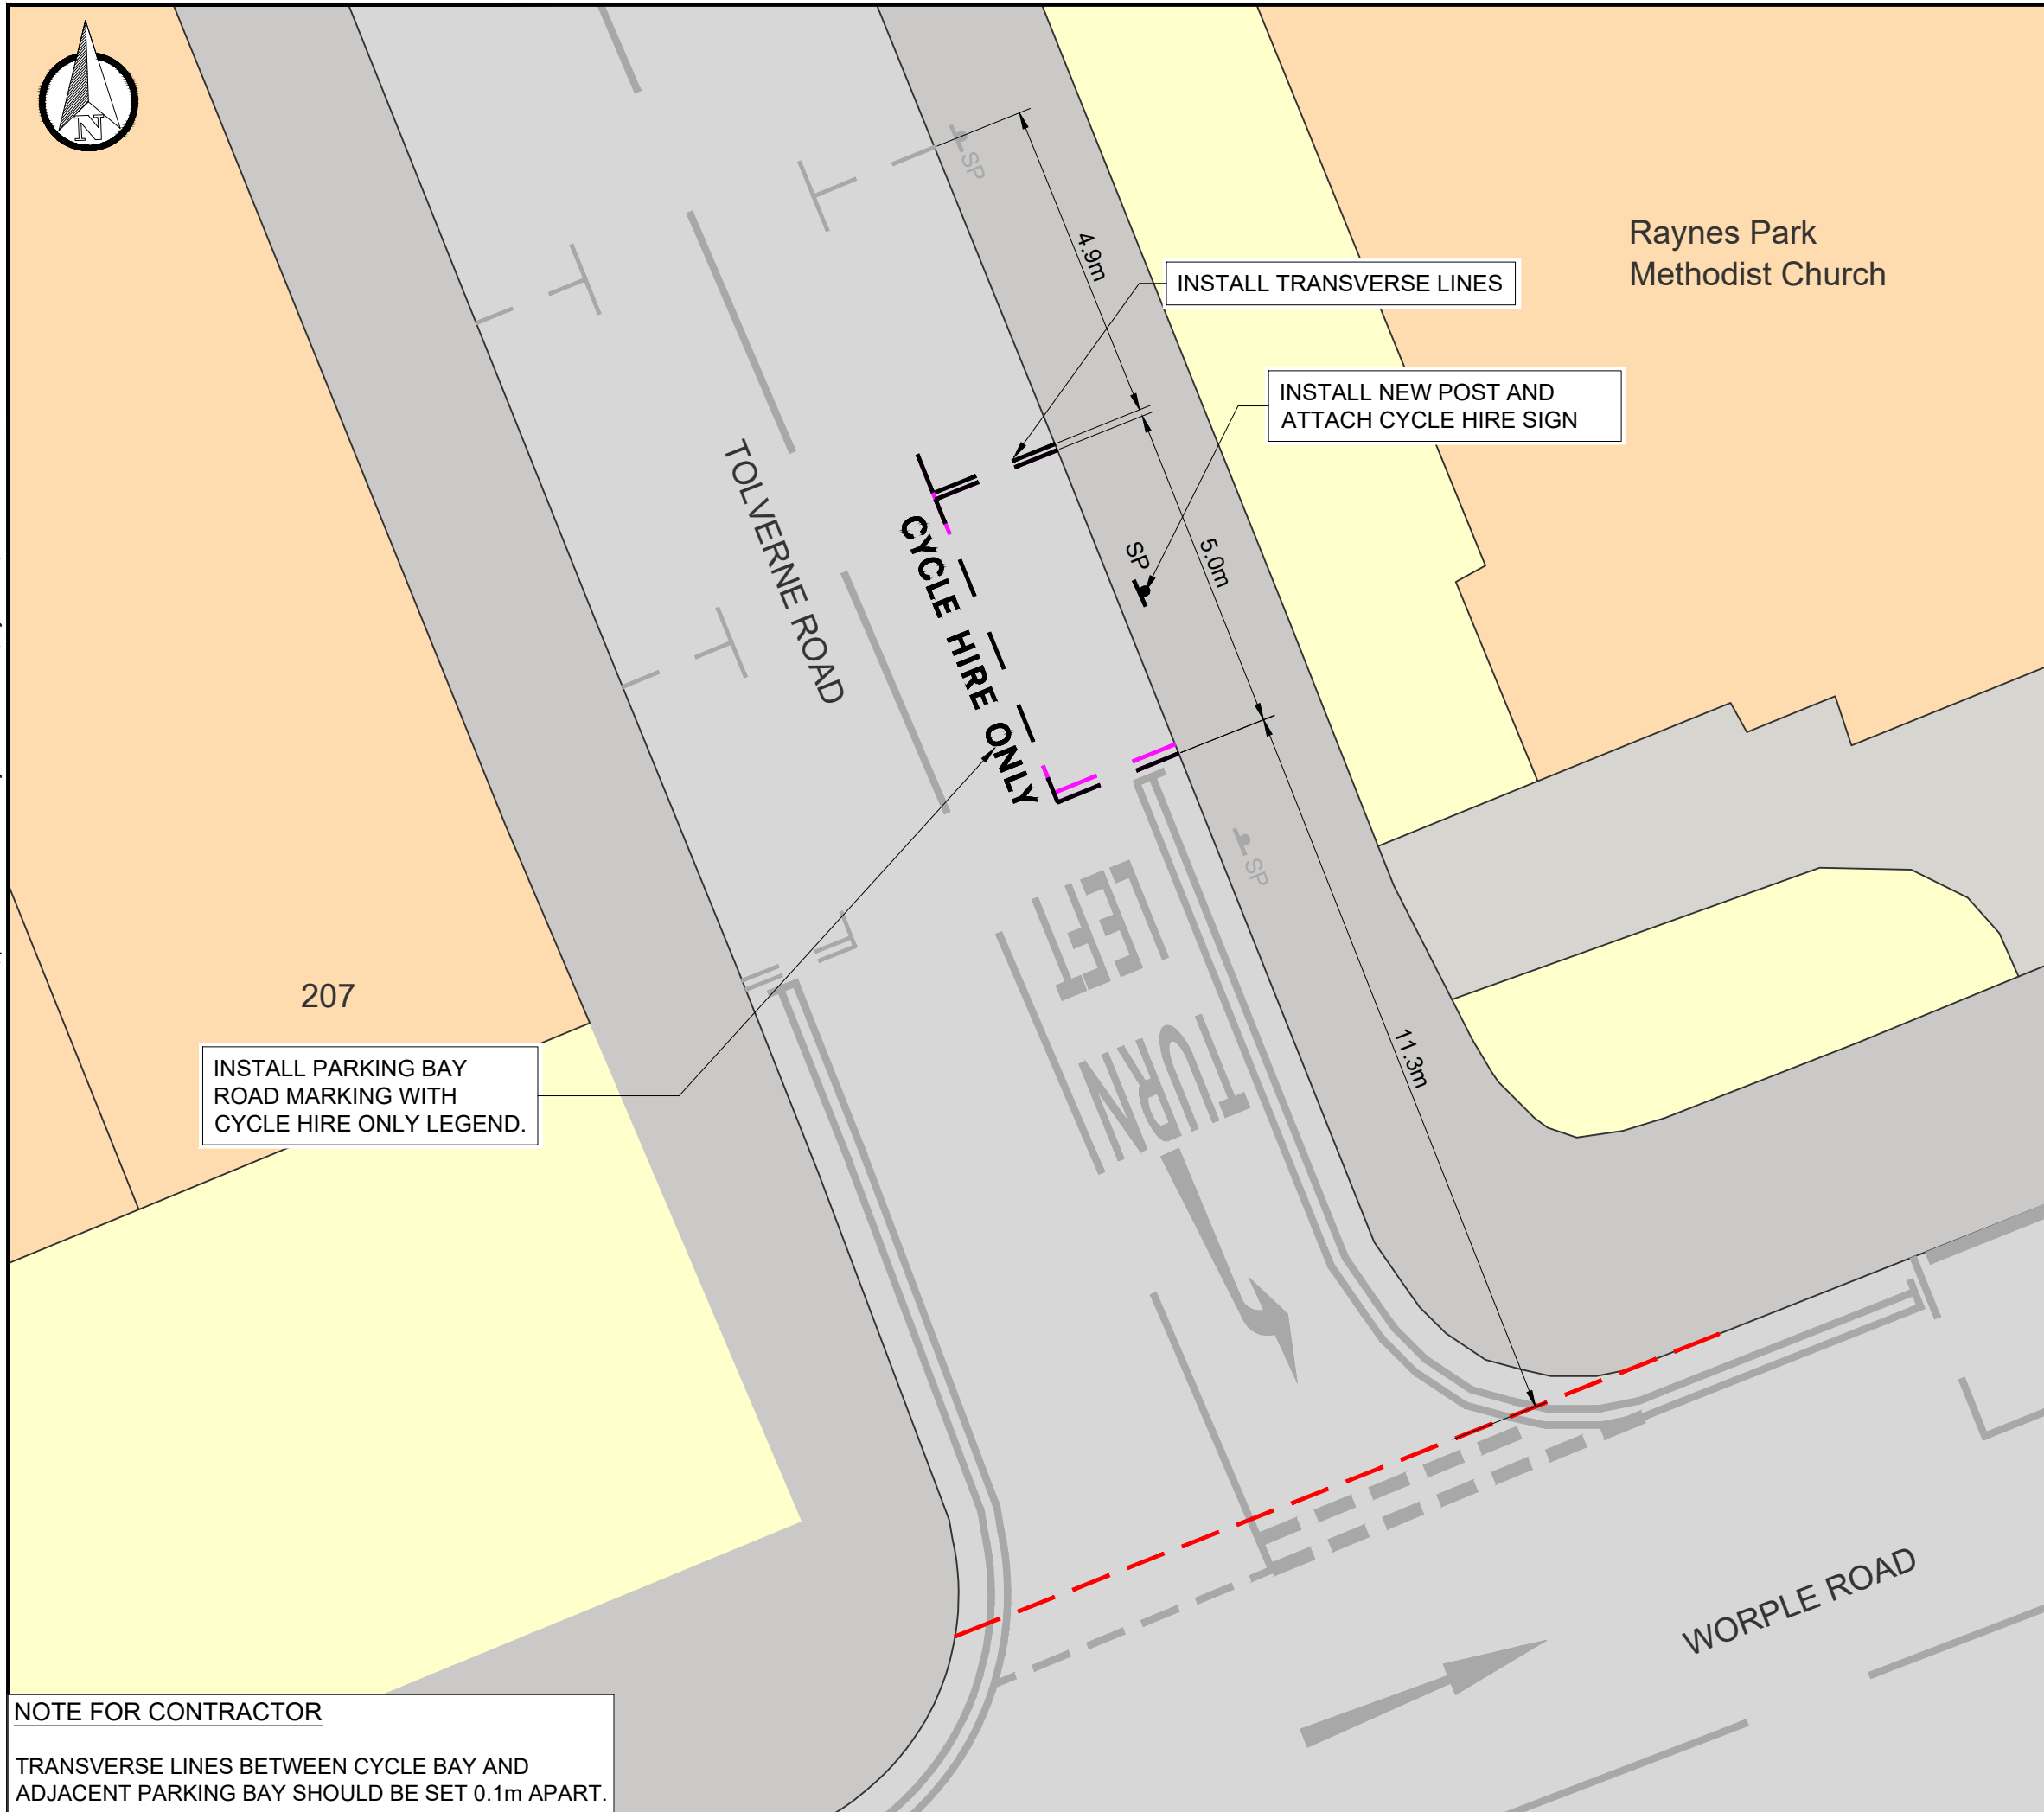 N
SP
4.9m
Raynes Park
Methodist Church
INSTALL TRANSVERSE LINES
INSTALL NEW POST AND
ATTACH CYCLE HIRE SIGN
TOLVERNE ROAD
CYCLE HIRE ONLY
SP
5.0m
SP
LEFT
TURN
11.3m
207
INSTALL PARKING BAY
ROAD MARKING WITH
CYCLE HIRE ONLY LEGEND.
WORPLE ROAD
NOTE FOR CONTRACTOR
TRANSVERSE LINES BETWEEN CYCLE BAY AND
ADJACENT PARKING BAY SHOULD BE SET 0.1m APART.